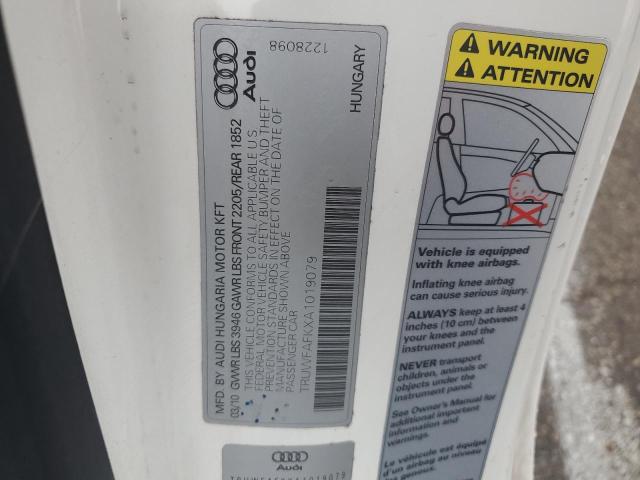 Audi
1228098
HUNGARY
MFD BY AUDI HUNGARIA MOTOR KFT
03/10 GVWR LBS 3946 GAWR LBS FRONT 2205/REAR 1852
THIS VEHICLE CONFORMS TO ALL APPLICABLE U.S.
FEDERAL MOTOR VEHICLE SAFETY BUMPER AND THEFT
PREVENTION STANDARDS IN EFFECT ON THE DATE OF
MANUFACTURE SHOWN ABOVE
PASSENGER CAR
TRUWFAFKXA1019079
Audi
TRUWFAFKXA1019079
WARNING
ATTENTION
Vehicle is equipped
with knee airbags.
Inflating knee airbag
can cause serious injury.
ALWAYS keep at least 4
inches (10 cm) between
your knees and the
instrument panel.
NEVER transport
children, animals or
objects under the
instrument panel.
See Owner's Manual for
additional important
information and
warnings.
Le véhicule est équipé
d'un airbag au niveau